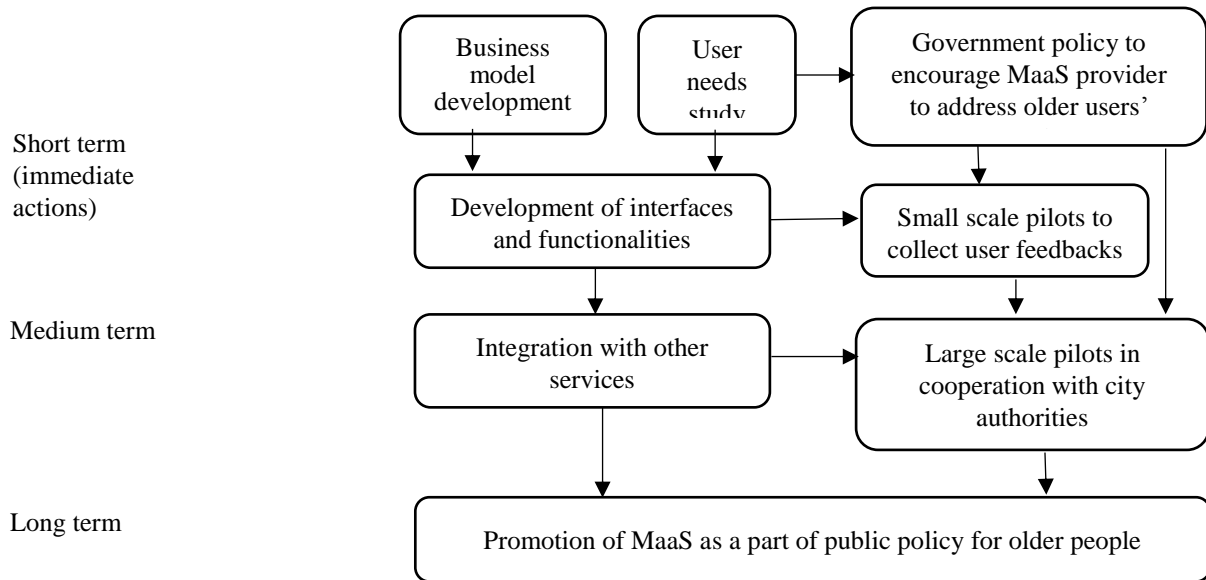 Business
model
development
User
needs
study
Government policy to
encourage MaaS provider
to address older users’
Short term
(immediate
actions)
Development of interfaces
and functionalities
Small scale pilots to
collect user feedbacks
Medium term
Integration with other
services
Large scale pilots in
cooperation with city
authorities
Long term
Promotion of MaaS as a part of public policy for older people